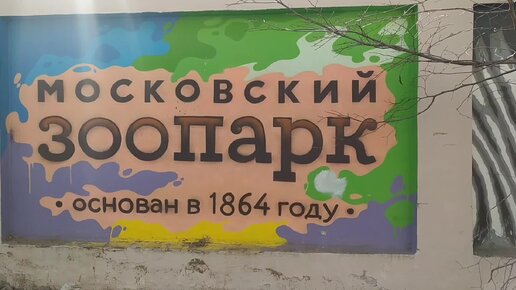 МОСКОВСКИЙ
ЗООПАРК
• ОСНОВАН В 1864 ГОДУ •